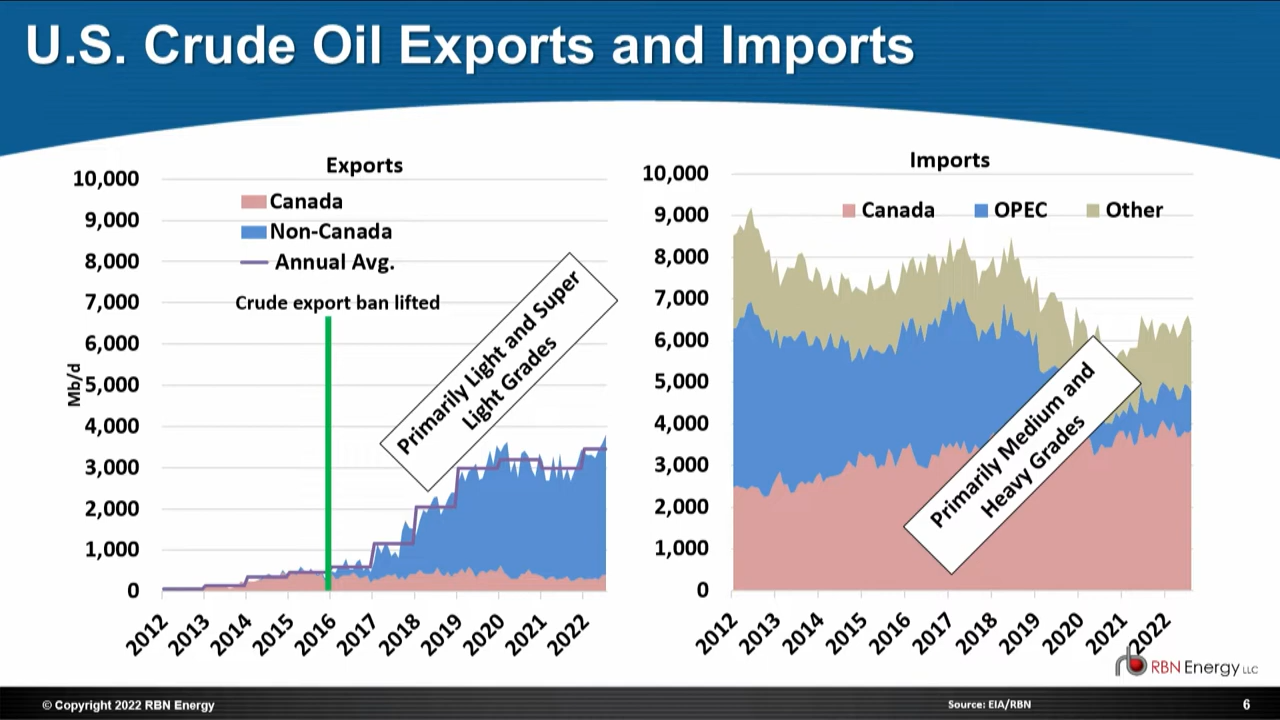 U.S. Crude Oil Exports and Imports
Exports
10,000
9,000
8,000
7,000
6,000
5,000
4,000
3,000
2,000
1,000
0
Mb/d
Canada
Non-Canada
Annual Avg.
Crude export ban lifted
Primarily Light and Super
Light Grades
2012
2013
2014
2015
2016
2017
2018
2019
2020
2021
2022
Imports
10,000
9,000
8,000
7,000
6,000
5,000
4,000
3,000
2,000
1,000
0
Canada
OPEC
Other
Primarily Medium and
Heavy Grades
2012
2013
2014
2015
2016
2017
2018
2019
2020
2021
2022
RBN Energy LLC
© Copyright 2022 RBN Energy
Source: EIA/RBN
6